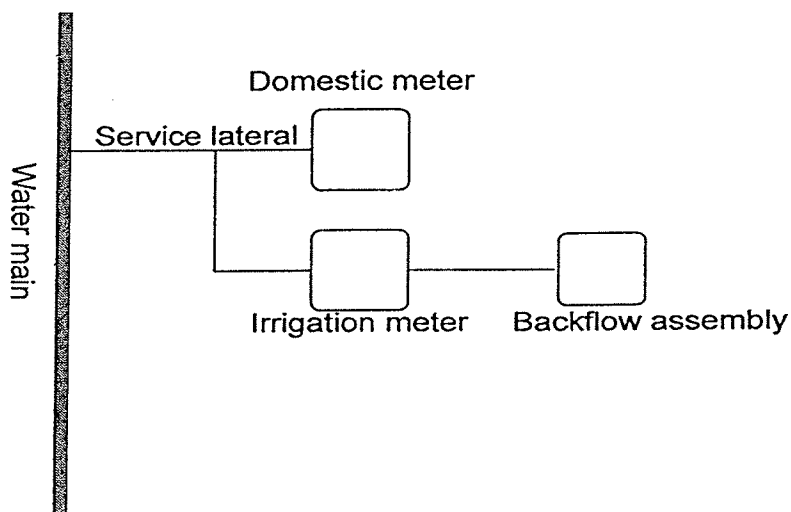 Domestic meter
Service lateral
Water main
Irrigation meter
Backflow assembly